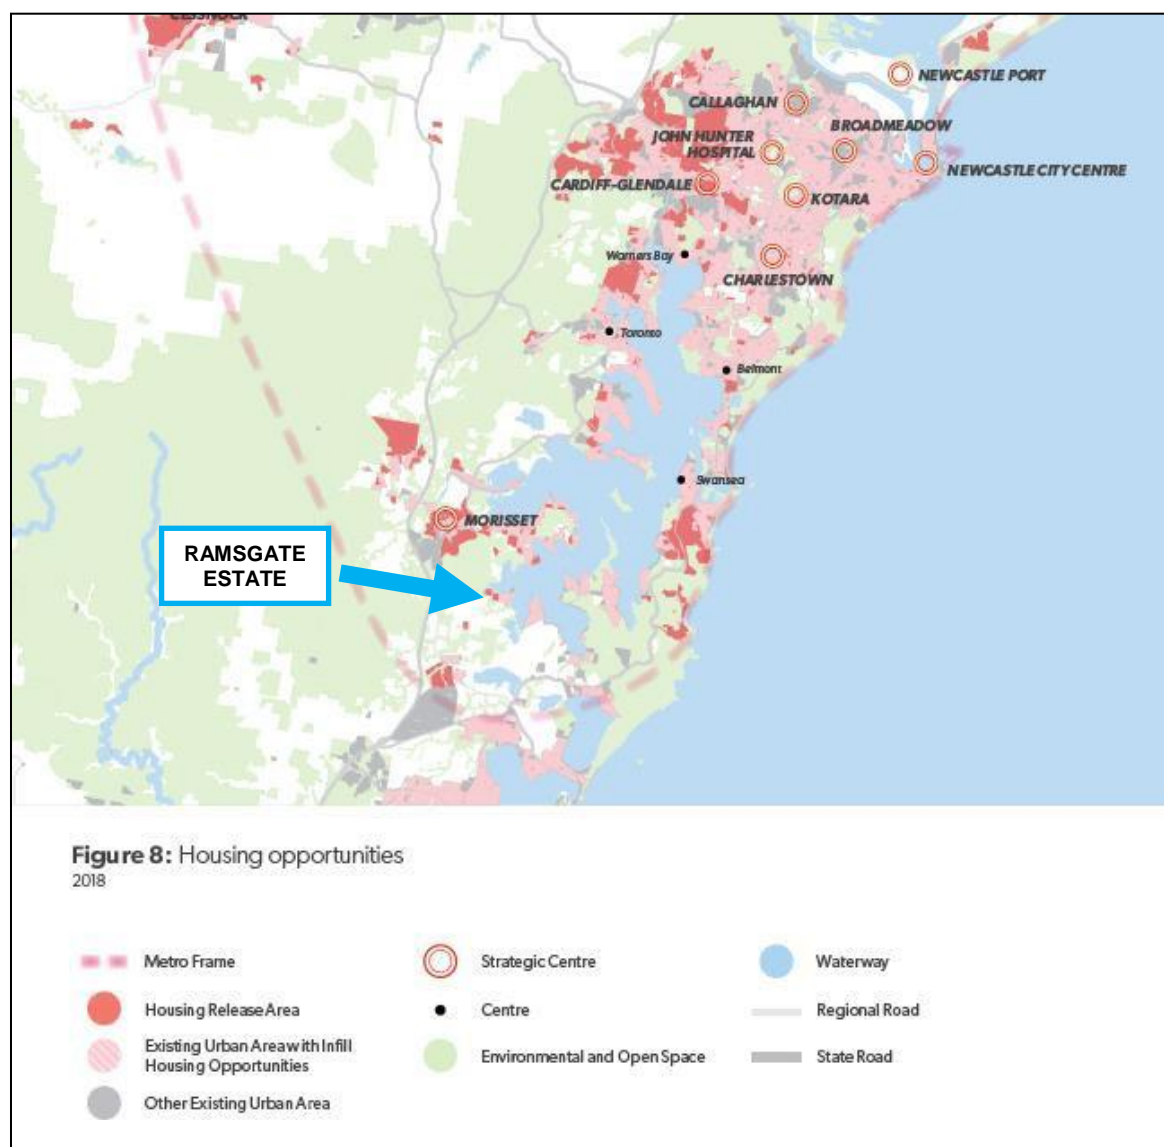 CESSNOCK
NEWCASTLE PORT
CALLAGHAN
BROADMEADOW
JOHN HUNTER
HOSPITAL
NEWCASTLE CITY CENTRE
CARDIFF-GLENDALE
KOTARA
Warners Bay
CHARLESTOWN
Toronto
Belmont
Swansea
MORISSET
RAMSGATE
ESTATE
Figure 8: Housing opportunities
2018
Metro Frame
Strategic Centre
Waterway
Housing Release Area
Centre
Regional Road
Existing Urban Area with Infill
Housing Opportunities
Environmental and Open Space
State Road
Other Existing Urban Area